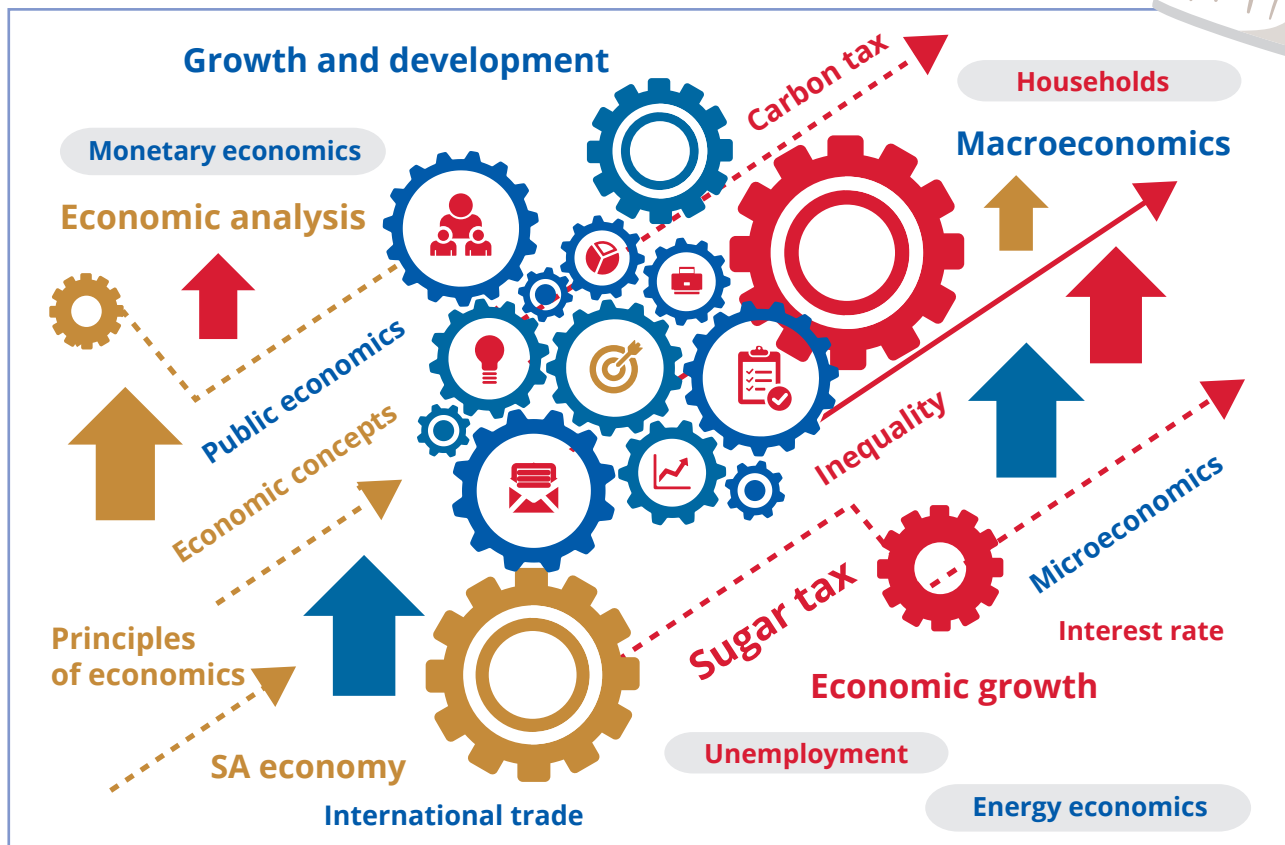 Growth and development
Carbon tax
Households
Monetary economics
Macroeconomics
Economic analysis
Public economics
Economic concepts
Inequality
Microeconomics
Principles
of economics
Sugar tax
Interest rate
Economic growth
SA economy
Unemployment
International trade
Energy economics